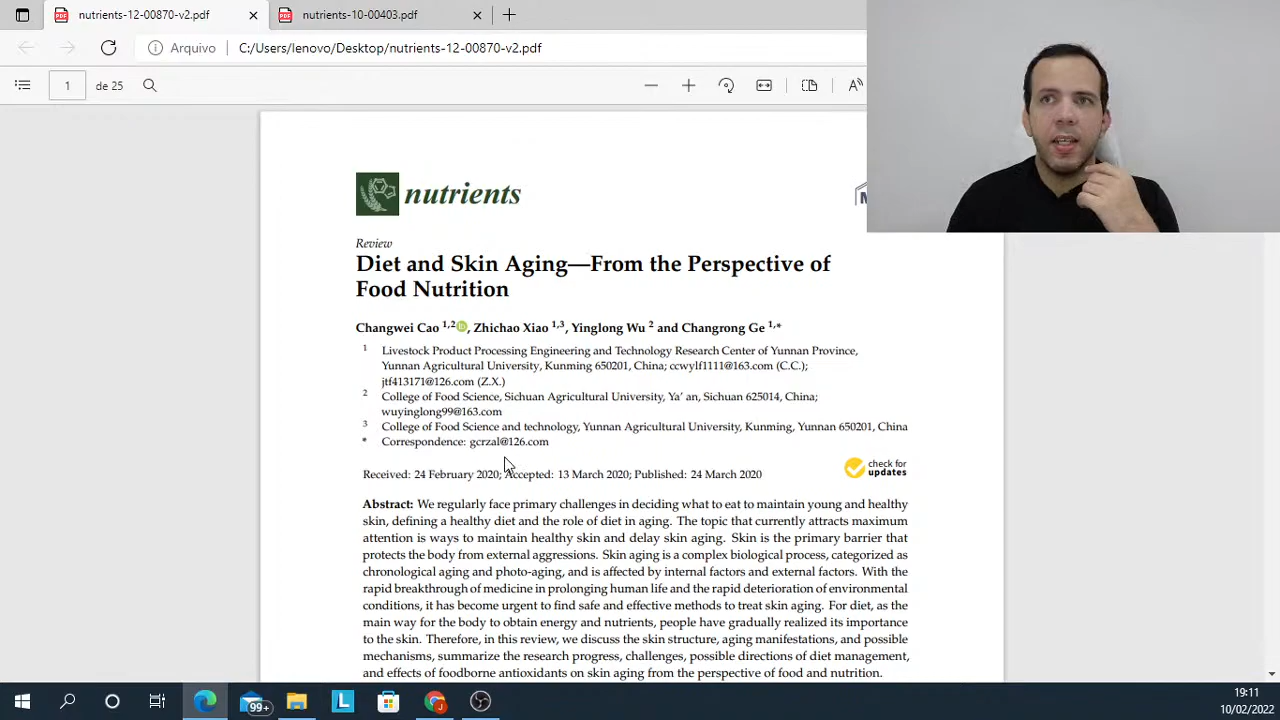 nutrients-12-00870-v2.pdf
nutrients-10-00403.pdf
Arquivo
C:/Users/lenovo/Desktop/nutrients-12-00870-v2.pdf
1 de 25
nutrients
Review
Diet and Skin Aging—From the Perspective of
Food Nutrition
Changwei Cao 1,2, Zhichao Xiao 1,3, Yinglong Wu 2 and Changrong Ge 1,*
1 Livestock Product Processing Engineering and Technology Research Center of Yunnan Province,
Yunnan Agricultural University, Kunming 650201, China; ccwylf1111@163.com (C.C.);
jtf413171@126.com (Z.X.)
2 College of Food Science, Sichuan Agricultural University, Ya’ an, Sichuan 625014, China;
wuyinglong99@163.com
3 College of Food Science and technology, Yunnan Agricultural University, Kunming, Yunnan 650201, China
* Correspondence: gcrzal@126.com
Received: 24 February 2020; Accepted: 13 March 2020; Published: 24 March 2020
check for
updates
Abstract: We regularly face primary challenges in deciding what to eat to maintain young and healthy
skin, defining a healthy diet and the role of diet in aging. The topic that currently attracts maximum
attention is ways to maintain healthy skin and delay skin aging. Skin is the primary barrier that
protects the body from external aggressions. Skin aging is a complex biological process, categorized as
chronological aging and photo-aging, and is affected by internal factors and external factors. With the
rapid breakthrough of medicine in prolonging human life and the rapid deterioration of environmental
conditions, it has become urgent to find safe and effective methods to treat skin aging. For diet, as the
main way for the body to obtain energy and nutrients, people have gradually realized its importance
to the skin. Therefore, in this review, we discuss the skin structure, aging manifestations, and possible
mechanisms, summarize the research progress, challenges, possible directions of diet management,
and effects of foodborne antioxidants on skin aging from the perspective of food and nutrition.
99+
L
J
19:11
10/02/2022